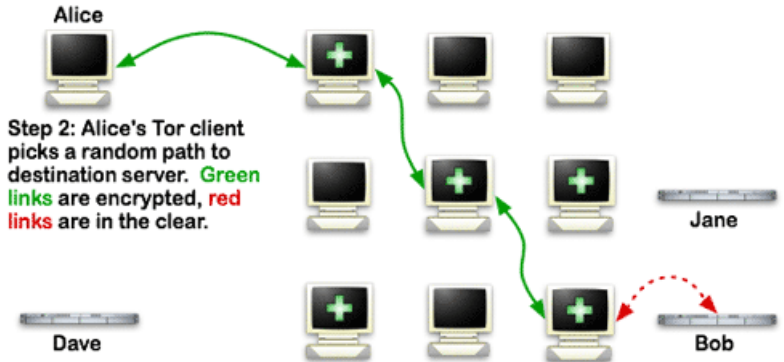 Alice
Step 2: Alice's Tor client
picks a random path to
destination server. Green
links are encrypted, red
links are in the clear.
Jane
Dave
Bob